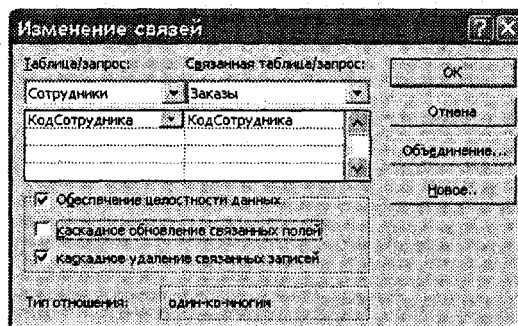 Изменение связей
Таблица/запрос: Связанная таблица/запрос:
Сотрудники Заказы
КодСотрудника КодСотрудника
ОК
Отмена
Объединение...
Новое...
Обеспечение целостности данных
каскадное обновление связанных полей
каскадное удаление связанных записей
Тип отношения: один-ко-многим